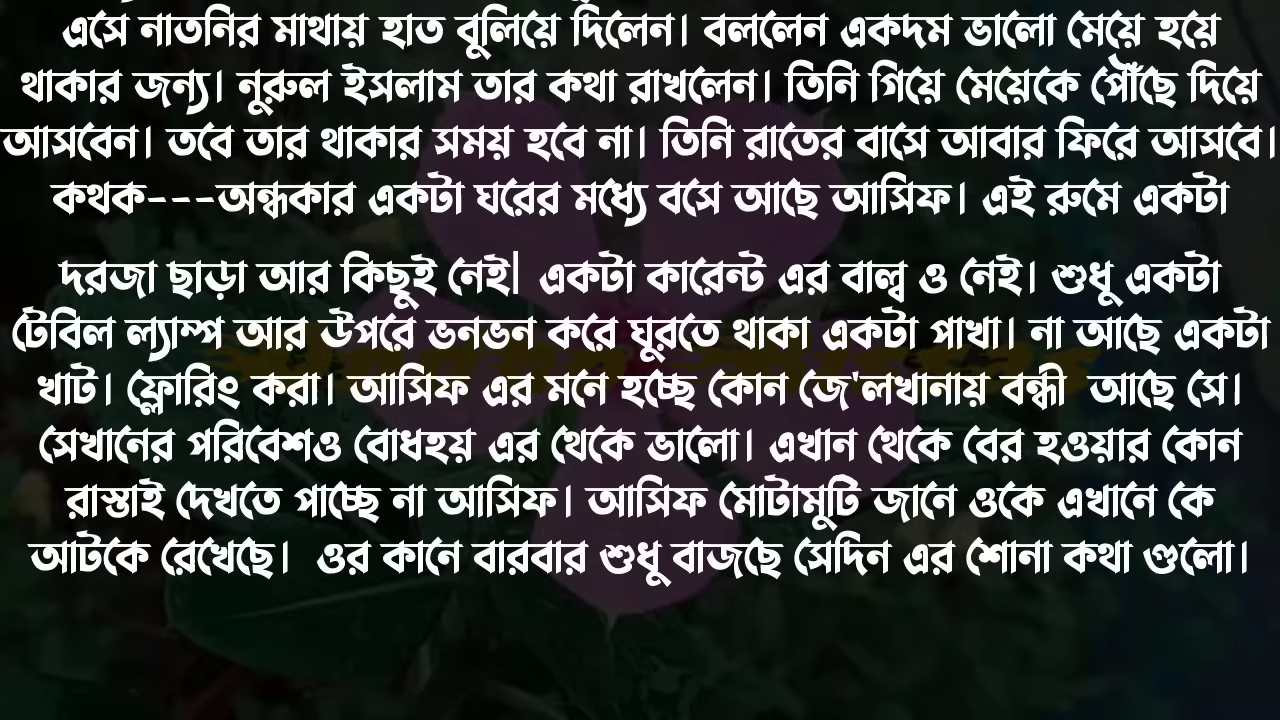 এসে নাতনির মাথায় হাত বুলিয়ে দিলেন। বললেন একদম ভালো মেয়ে হয়ে
থাকার জন্য। নুরুল ইসলাম তার কথা রাখলেন। তিনি গিয়ে মেয়েকে পৌঁছে দিয়ে
আসবেন। তবে তার থাকার সময় হবে না। তিনি রাতের বাসে আবার ফিরে আসবে।
কথক---অন্ধকার একটা ঘরের মধ্যে বসে আছে আসিফ। এই রুমে একটা
দরজা ছাড়া আর কিছুই নেই| একটা কারেন্ট এর বাল্ব ও নেই। শুধু একটা
টেবিল ল্যাম্প আর উপরে ভনভন করে ঘুরতে থাকা একটা পাখা। না আছে একটা
খাট। ফ্লোরিং করা। আসিফ এর মনে হচ্ছে কোন জে'লখানায় বন্ধী আছে সে।
সেখানের পরিবেশও বোধহয় এর থেকে ভালো। এখান থেকে বের হওয়ার কোন
রাস্তাই দেখতে পাচ্ছে না আসিফ। আসিফ মোটামুটি জানে ওকে এখানে কে
আটকে রেখেছে। ওর কানে বারবার শুধু বাজছে সেদিন এর শোনা কথা গুলো।